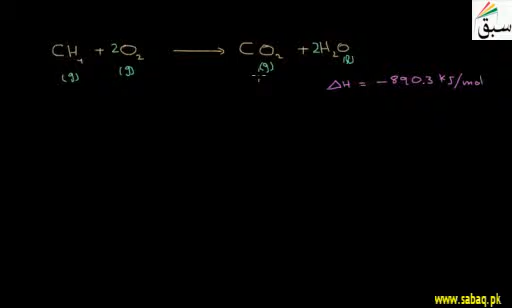 سبق
CH₄ + 2O₂ ⟶ CO₂ + 2H₂O
(g) (g) (g) (l)
ΔH = -890.3 KJ/mol
www.sabaq.pk